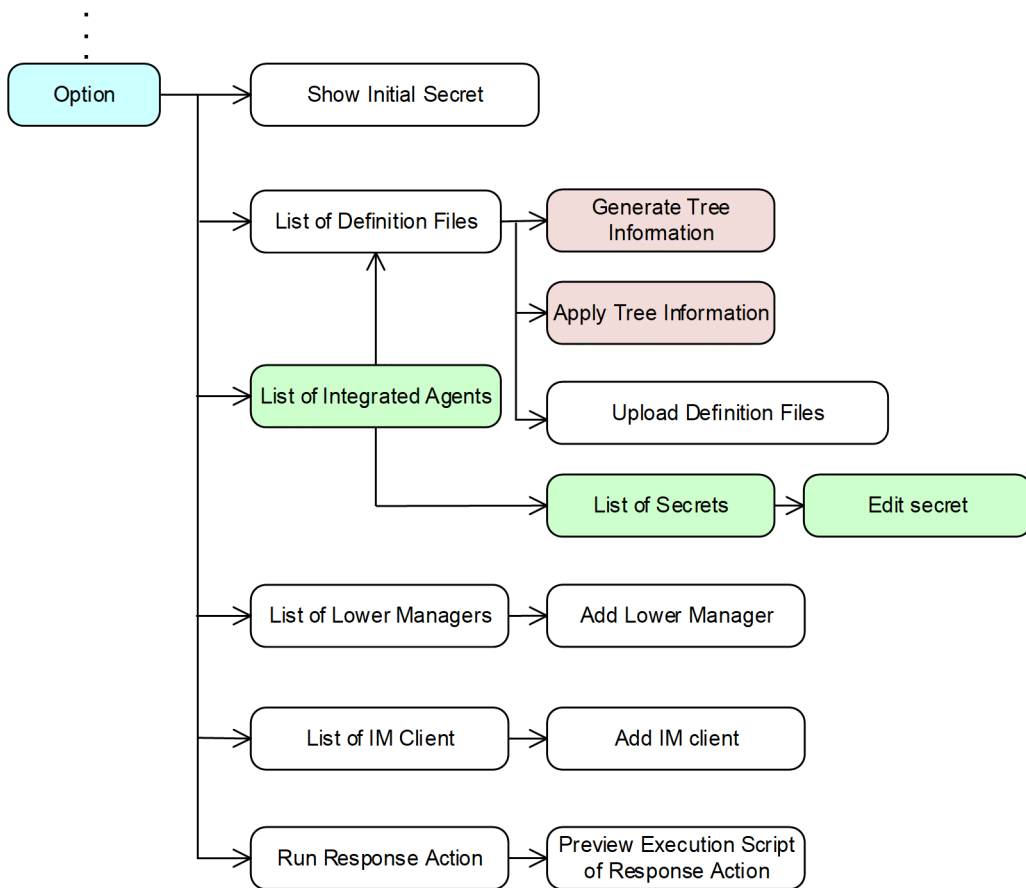 Option
Show Initial Secret
List of Definition Files
Generate Tree
Information
Apply Tree Information
List of Integrated Agents
Upload Definition Files
List of Secrets
Edit secret
List of Lower Managers
Add Lower Manager
List of IM Client
Add IM client
Run Response Action
Preview Execution Script
of Response Action